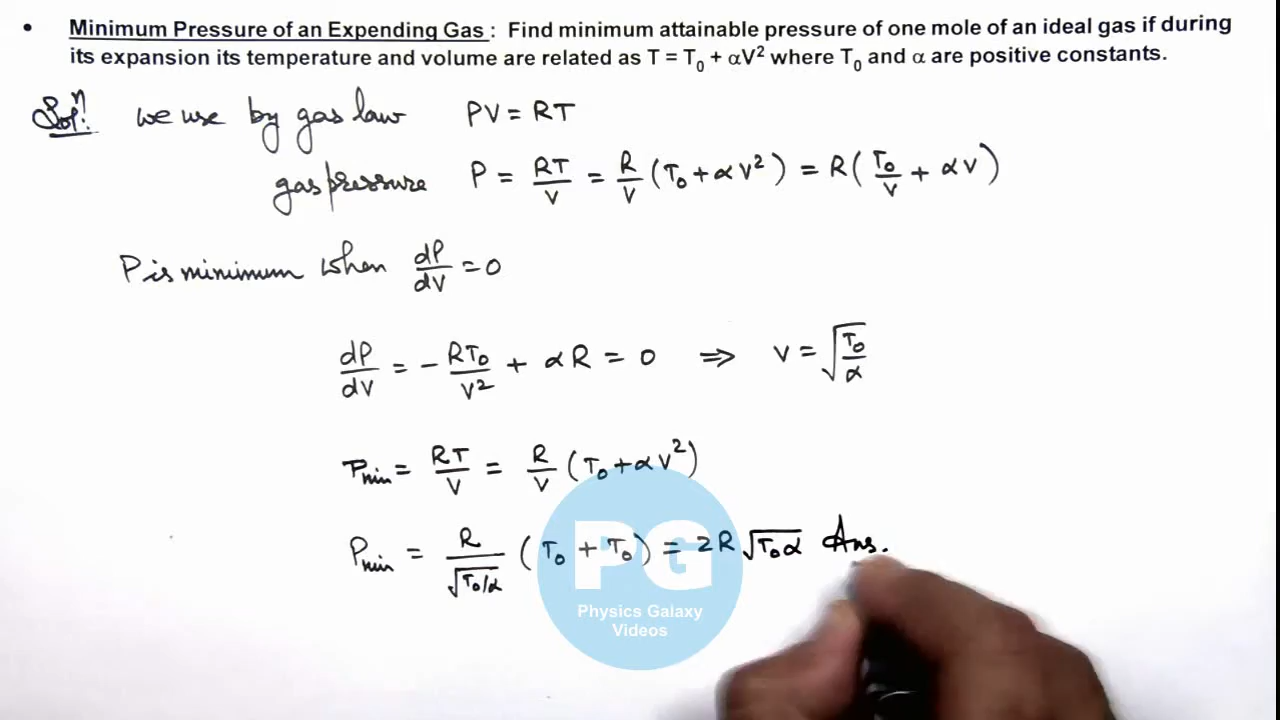 • Minimum Pressure of an Expending Gas : Find minimum attainable pressure of one mole of an ideal gas if during
its expansion its temperature and volume are related as T = T₀ + αV² where T₀ and α are positive constants.
Solⁿ. we use by gas law PV = RT
gas pressure P = RT/V = R/V (T₀ + αV²) = R(T₀/V + αV)
P is minimum when dP/dV = 0
dP/dV = - RT₀/V² + αR = 0 ⇒ V = √(T₀/α)
Pmin = RT/V = R/V (T₀ + αV²)
Pmin = R/√(T₀/α) (T₀ + T₀) = 2R √(T₀α) Ans.
PG
Physics Galaxy
Videos